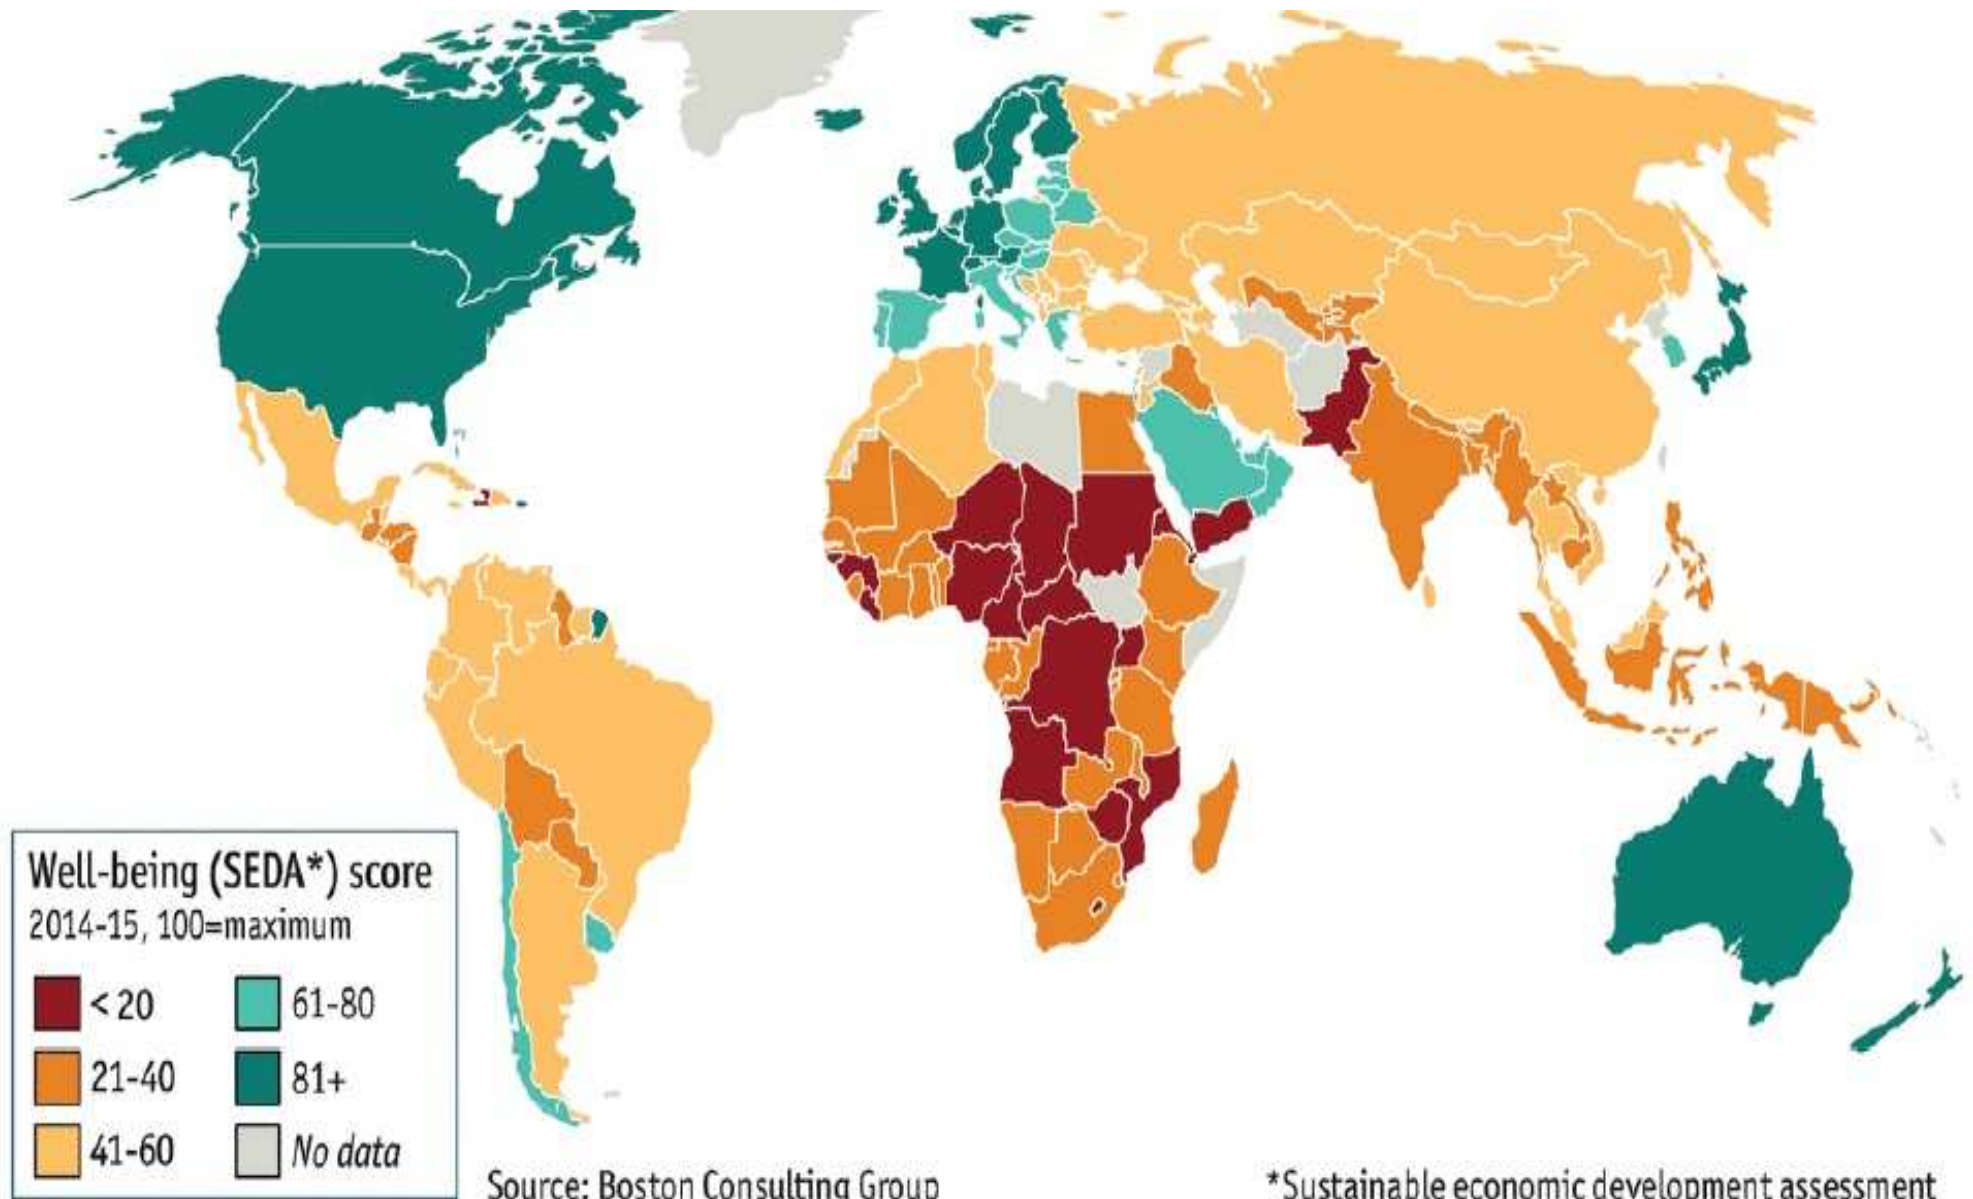 Well-being (SEDA*) score
2014-15, 100=maximum
< 20
21-40
41-60
61-80
81+
No data
Source: Boston Consulting Group
*Sustainable economic development assessment